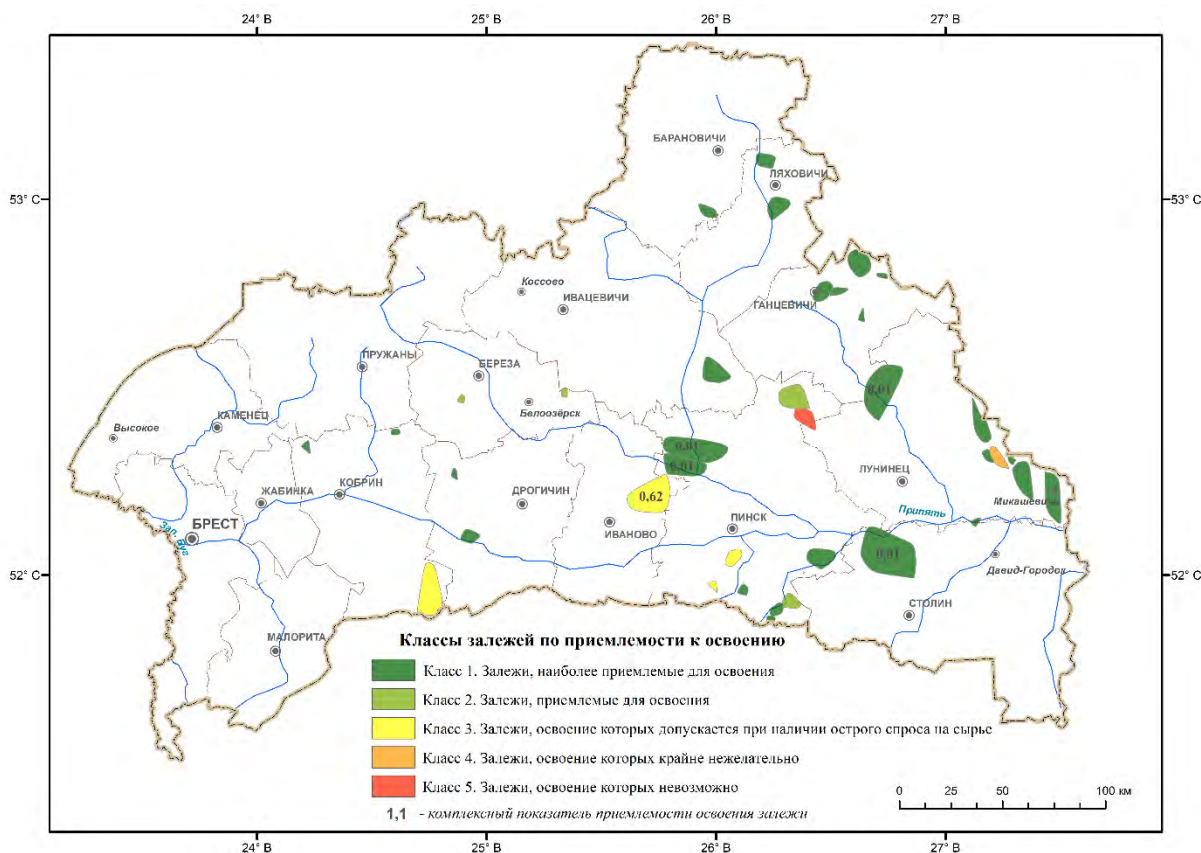 24° В
25° В
26° В
27° В
БАРАНОВИЧИ
ЛЯХОВИЧИ
53° С
53° С
Коссово
ИВАЦЕВИЧИ
ГАНЦЕВИЧИ
ПРУЖАНЫ
БЕРЕЗА
0,01
Белоозёрск
КАМЕНЕЦ
Высокое
0,01
0,01
ЛУНИНЕЦ
КОБРИН
ЖАБИНКА
ДРОГИЧИН
0,62
Микашевичи
БРЕСТ
Зап. Буг
ИВАНОВО
ПИНСК
Припять
0,01
52° С
52° С
Давид-Городок
СТОЛИН
МАЛОРИТА
Классы залежей по приемлемости к освоению
Класс 1. Залежи, наиболее приемлемые для освоения
Класс 2. Залежи, приемлемые для освоения
Класс 3. Залежи, освоение которых допускается при наличии острого спроса на сырье
Класс 4. Залежи, освоение которых крайне нежелательно
Класс 5. Залежи, освоение которых невозможно
1,1 - комплексный показатель приемлемости освоения залежи
0 25 50 75 100 км
24° В
25° В
26° В
27° В